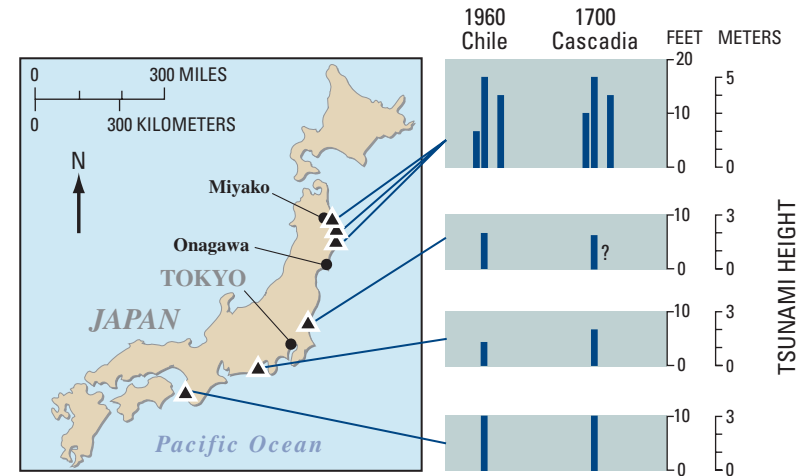 1960
Chile
1700
Cascadia
FEET
METERS
0
300 MILES
0
300 KILOMETERS
N
Miyako
Onagawa
TOKYO
JAPAN
Pacific Ocean
20
10
0
5
0
10
0
3
0
?
10
0
3
0
10
0
3
0
TSUNAMI HEIGHT